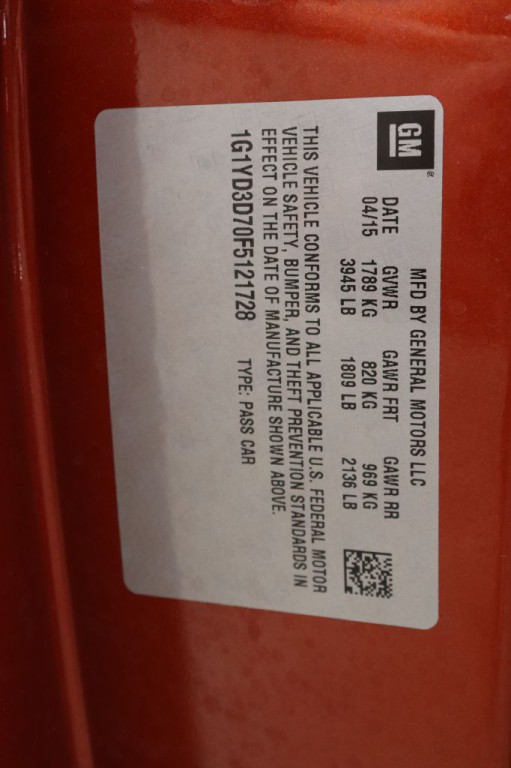 GM®
MFD BY GENERAL MOTORS LLC
DATE GVWR GAWR FRT GAWR RR
04/15 1789 KG 820 KG 969 KG
3945 LB 1809 LB 2136 LB
THIS VEHICLE CONFORMS TO ALL APPLICABLE U.S. FEDERAL MOTOR
VEHICLE SAFETY, BUMPER, AND THEFT PREVENTION STANDARDS IN
EFFECT ON THE DATE OF MANUFACTURE SHOWN ABOVE.
1G1YD3D70F5121728 TYPE: PASS CAR